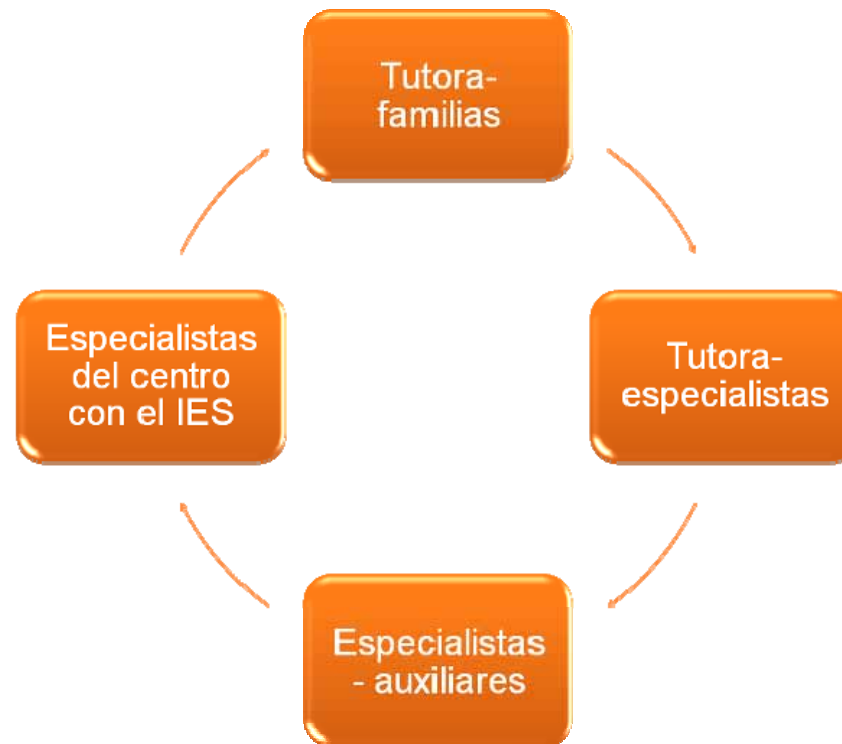 Tutora-
familias
Especialistas
del centro
con el IES
Tutora-
especialistas
Especialistas
- auxiliares